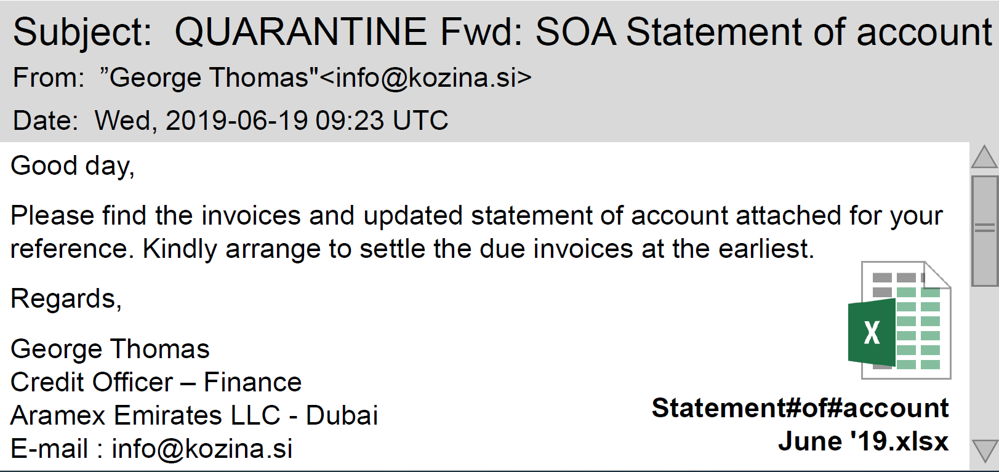 Subject:  QUARANTINE Fwd: SOA Statement of account
From:  ”George Thomas"<info@kozina.si>
Date:  Wed, 2019-06-19 09:23 UTC
Good day,
Please find the invoices and updated statement of account attached for your
reference. Kindly arrange to settle the due invoices at the earliest.
Regards,
George Thomas
Credit Officer – Finance
Aramex Emirates LLC - Dubai
E-mail : info@kozina.si
X
Statement#of#account
June '19.xlsx